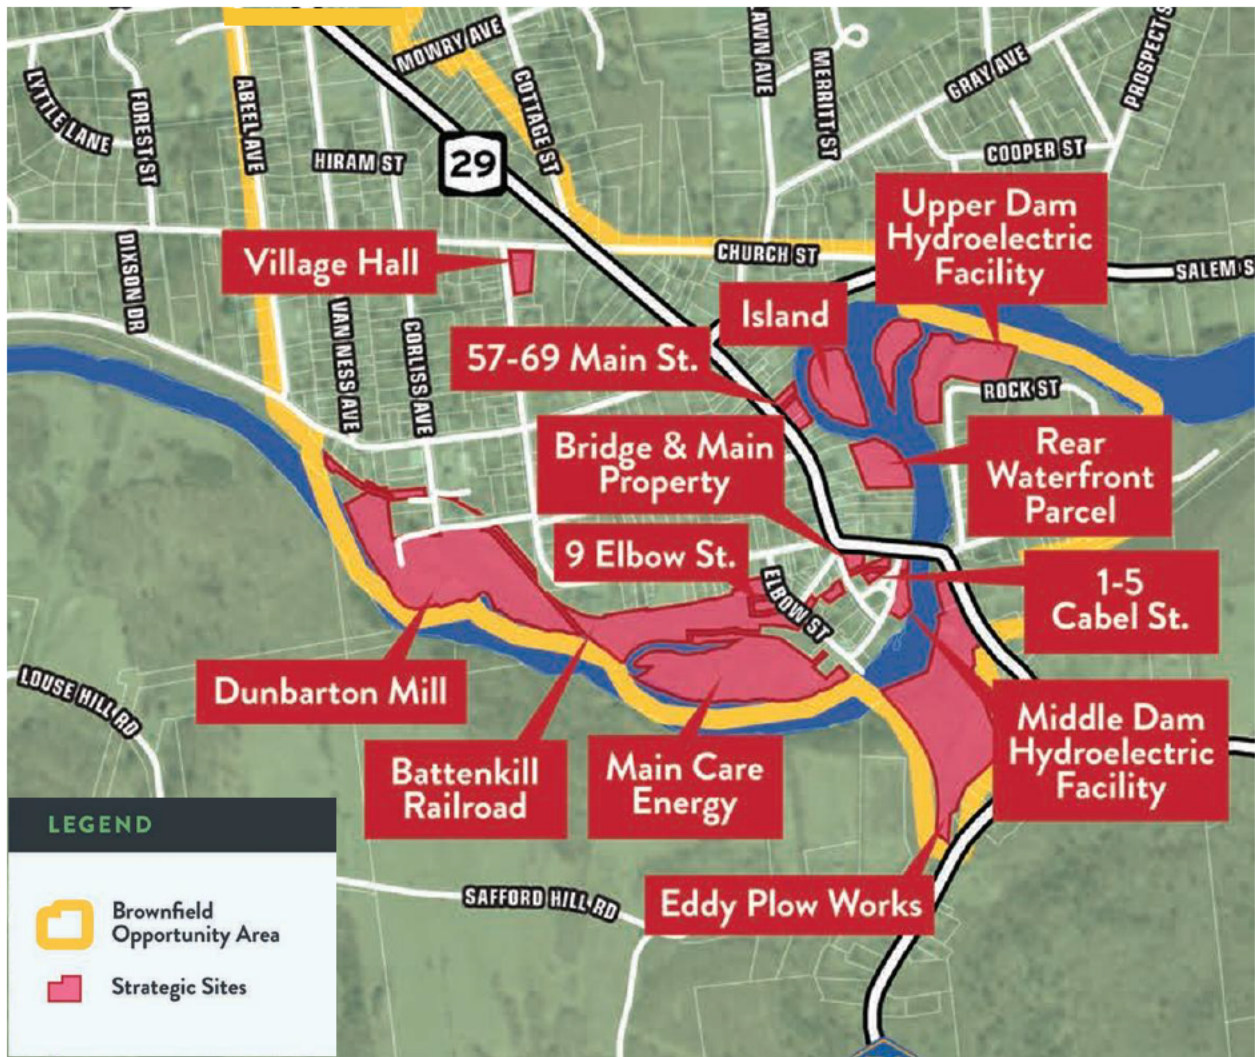 MOWRY AVE
LAWN AVE
MERRITT ST
GRAY AVE
PROSPECT S
LYTTLE LANE
FOREST ST
ABEEL AVE
COTTAGE ST
HIRAM ST
29
COOPER ST
Upper Dam
Hydroelectric
Facility
DIXSON DR
Village Hall
CHURCH ST
SALEM S
Island
VAN NESS AVE
CORLISS AVE
57-69 Main St.
ROCK ST
Bridge & Main
Property
Rear
Waterfront
Parcel
9 Elbow St.
ELBOW ST
1-5
Cabel St.
LOUSE HILL RD
Dunbarton Mill
Battenkill
Railroad
Main Care
Energy
Middle Dam
Hydroelectric
Facility
LEGEND
Brownfield
Opportunity Area
Strategic Sites
SAFFORD HILL RD
Eddy Plow Works